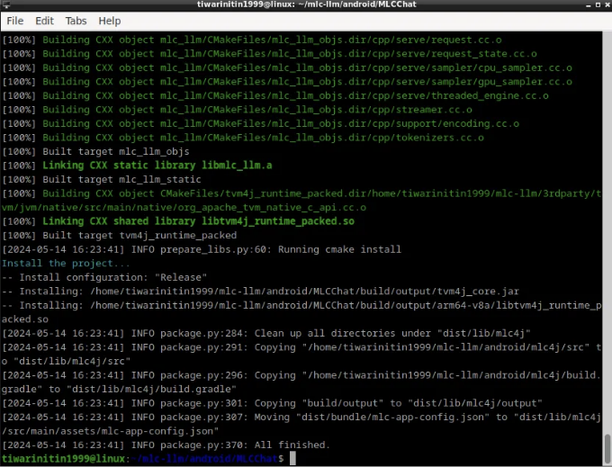 tiwarinitin1999@linux: ~/mlc-llm/android/MLCChat
File Edit Tabs Help
[100%] Building CXX object mlc_llm/CMakeFiles/mlc_llm_objs.dir/cpp/serve/request.cc.o
[100%] Building CXX object mlc_llm/CMakeFiles/mlc_llm_objs.dir/cpp/serve/request_state.cc.o
[100%] Building CXX object mlc_llm/CMakeFiles/mlc_llm_objs.dir/cpp/serve/sampler/cpu_sampler.cc.o
[100%] Building CXX object mlc_llm/CMakeFiles/mlc_llm_objs.dir/cpp/serve/sampler/gpu_sampler.cc.o
[100%] Building CXX object mlc_llm/CMakeFiles/mlc_llm_objs.dir/cpp/serve/threaded_engine.cc.o
[100%] Building CXX object mlc_llm/CMakeFiles/mlc_llm_objs.dir/cpp/streamer.cc.o
[100%] Building CXX object mlc_llm/CMakeFiles/mlc_llm_objs.dir/cpp/support/encoding.cc.o
[100%] Building CXX object mlc_llm/CMakeFiles/mlc_llm_objs.dir/cpp/tokenizers.cc.o
[100%] Built target mlc_llm_objs
[100%] Linking CXX static library libmlc_llm.a
[100%] Built target mlc_llm_static
[100%] Building CXX object CMakeFiles/tvm4j_runtime_packed.dir/home/tiwarinitin1999/mlc-llm/3rdparty/t
vm/jvm/native/src/main/native/org_apache_tvm_native_c_api.cc.o
[100%] Linking CXX shared library libtvm4j_runtime_packed.so
[100%] Built target tvm4j_runtime_packed
[2024-05-14 16:23:41] INFO prepare_libs.py:60: Running cmake install
Install the project...
-- Install configuration: "Release"
-- Installing: /home/tiwarinitin1999/mlc-llm/android/MLCChat/build/output/tvm4j_core.jar
-- Installing: /home/tiwarinitin1999/mlc-llm/android/MLCChat/build/output/arm64-v8a/libtvm4j_runtime_p
acked.so
[2024-05-14 16:23:41] INFO package.py:284: Clean up all directories under "dist/lib/mlc4j"
[2024-05-14 16:23:41] INFO package.py:291: Copying "/home/tiwarinitin1999/mlc-llm/android/mlc4j/src" t
o "dist/lib/mlc4j/src"
[2024-05-14 16:23:41] INFO package.py:296: Copying "/home/tiwarinitin1999/mlc-llm/android/mlc4j/build.
gradle" to "dist/lib/mlc4j/build.gradle"
[2024-05-14 16:23:41] INFO package.py:301: Copying "build/output" to "dist/lib/mlc4j/output"
[2024-05-14 16:23:41] INFO package.py:307: Moving "dist/bundle/mlc-app-config.json" to "dist/lib/mlc4j
/src/main/assets/mlc-app-config.json"
[2024-05-14 16:23:41] INFO package.py:370: All finished.
tiwarinitin1999@linux:~/mlc-llm/android/MLCChat$